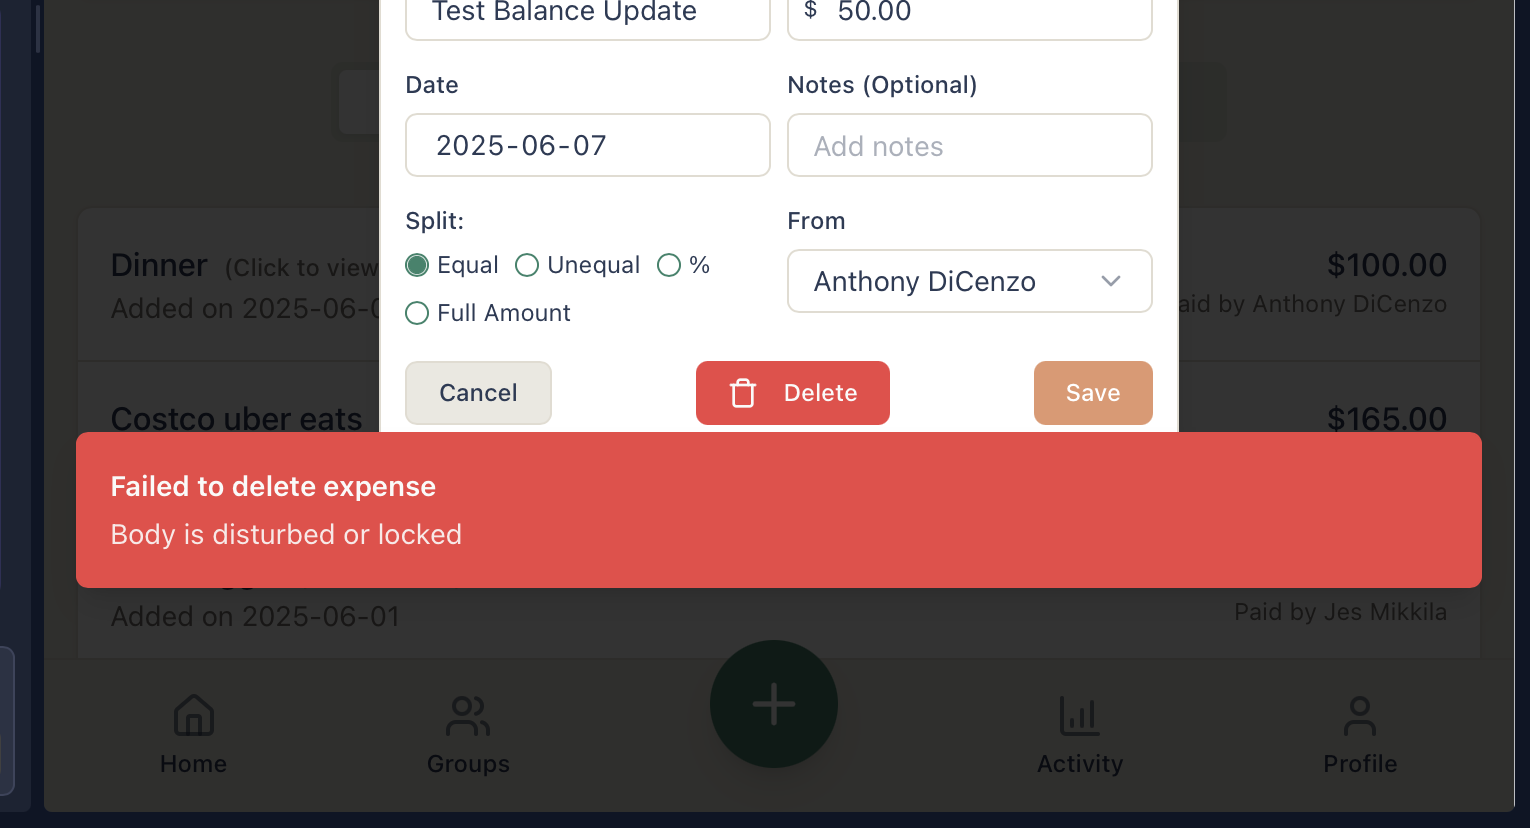 Test Balance Update
$ 50.00
Date
Notes (Optional)
2025-06-07
Add notes
Split:
From
Equal
Unequal
%
Anthony DiCenzo
Full Amount
Dinner (Click to view
$100.00
Added on 2025-06-0
aid by Anthony DiCenzo
Cancel
Delete
Save
Costco uber eats
$165.00
Failed to delete expense
Body is disturbed or locked
Added on 2025-06-01
Paid by Jes Mikkila
Home
Groups
Activity
Profile